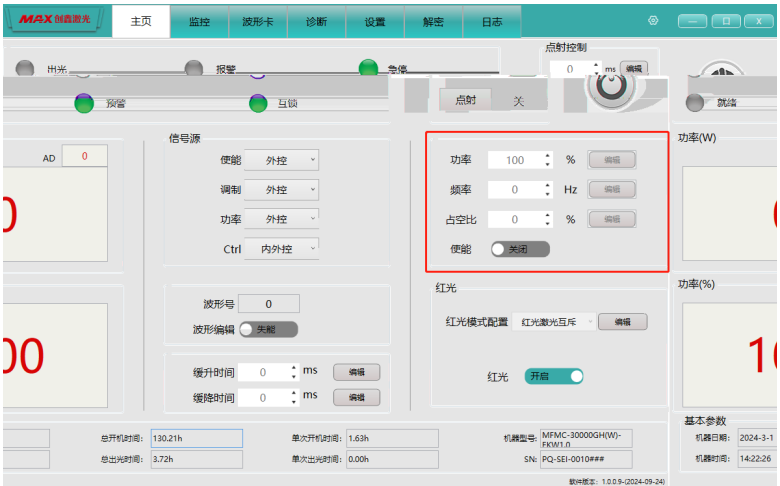 MAX 创鑫激光 主页 监控 波形卡 诊断 设置 解密 日志
点射控制
出光 报警 急停 0 ms 编辑
预警 互锁 点射 关 就绪
信号源 功率(W)
AD 0 使能 外控 功率 100 % 编辑
调制 外控 频率 0 Hz 编辑
功率 外控 占空比 0 % 编辑
Ctrl 内外控 使能 关闭
红光 功率(%)
波形号 0
波形编辑 失能 红光模式配置 红光激光互斥 编辑
00 10
缓升时间 0 ms 编辑 红光 开启
缓降时间 0 ms 编辑
基本参数
总开机时间: 130.21h 单次开机时间: 1.63h 机器型号: MFMC-30000GH(W)-FKW1.0 机器日期: 2024-3-1
总出光时间: 3.72h 单次出光时间: 0.00h SN: PQ-SEI-0010### 机器时间: 14:22:26
软件版本: 1.0.0.9-(2024-09-24)